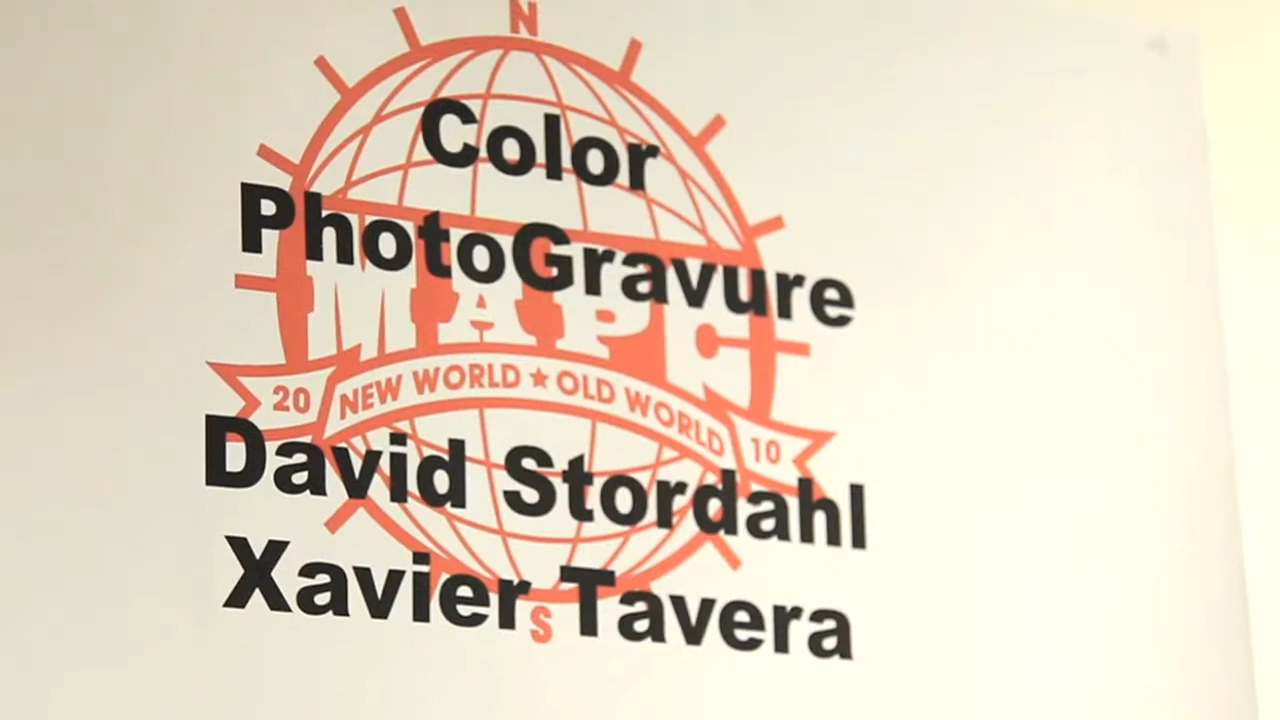 N
Color
PhotoGravure
MAPC
20 NEW WORLD ★ OLD WORLD 10
David Stordahl
Xavier Tavera
S